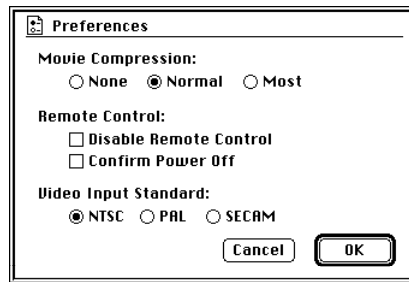 Preferences
Movie Compression:
None Normal Most
Remote Control:
Disable Remote Control
Confirm Power Off
Video Input Standard:
NTSC PAL SECAM
Cancel OK